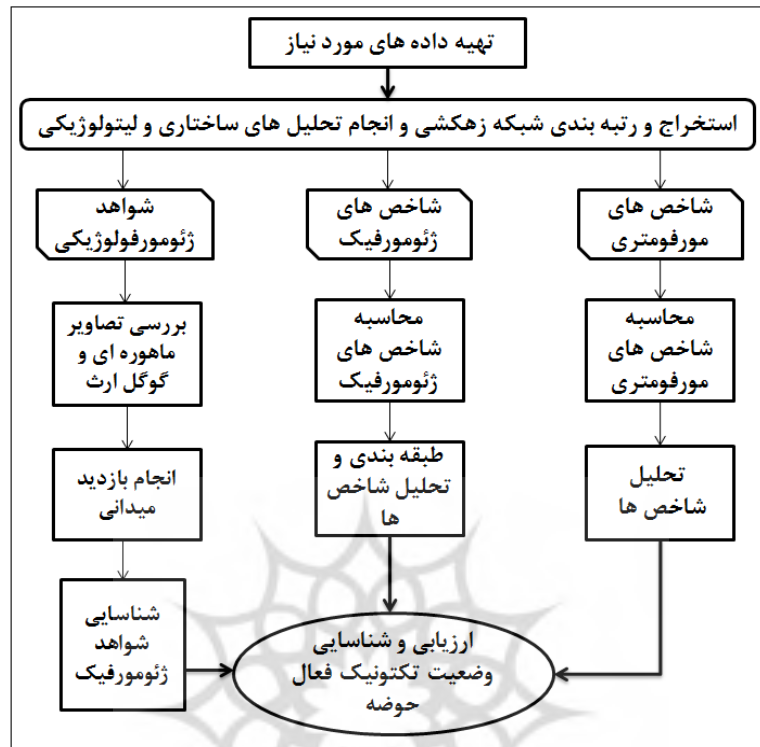 تهیه داده های مورد نیاز
استخراج و رتبه بندی شبکه زهکشی و انجام تحلیل های ساختاری و لیتولوژیکی
شاخص های
مورفومتری
محاسبه
شاخص های
مورفومتری
تحلیل
شاخص ها
شاخص های
ژئومورفیک
محاسبه
شاخص های
ژئومورفیک
طبقه بندی و
تحلیل شاخص
ها
شواهد
ژئومورفولوژیکی
بررسی تصاویر
ماهوره ای و
گوگل ارث
انجام بازدید
میدانی
شناسایی
شواهد
ژئومورفیک
ارزیابی و شناسایی
وضعیت تکتونیک فعال
حوضه